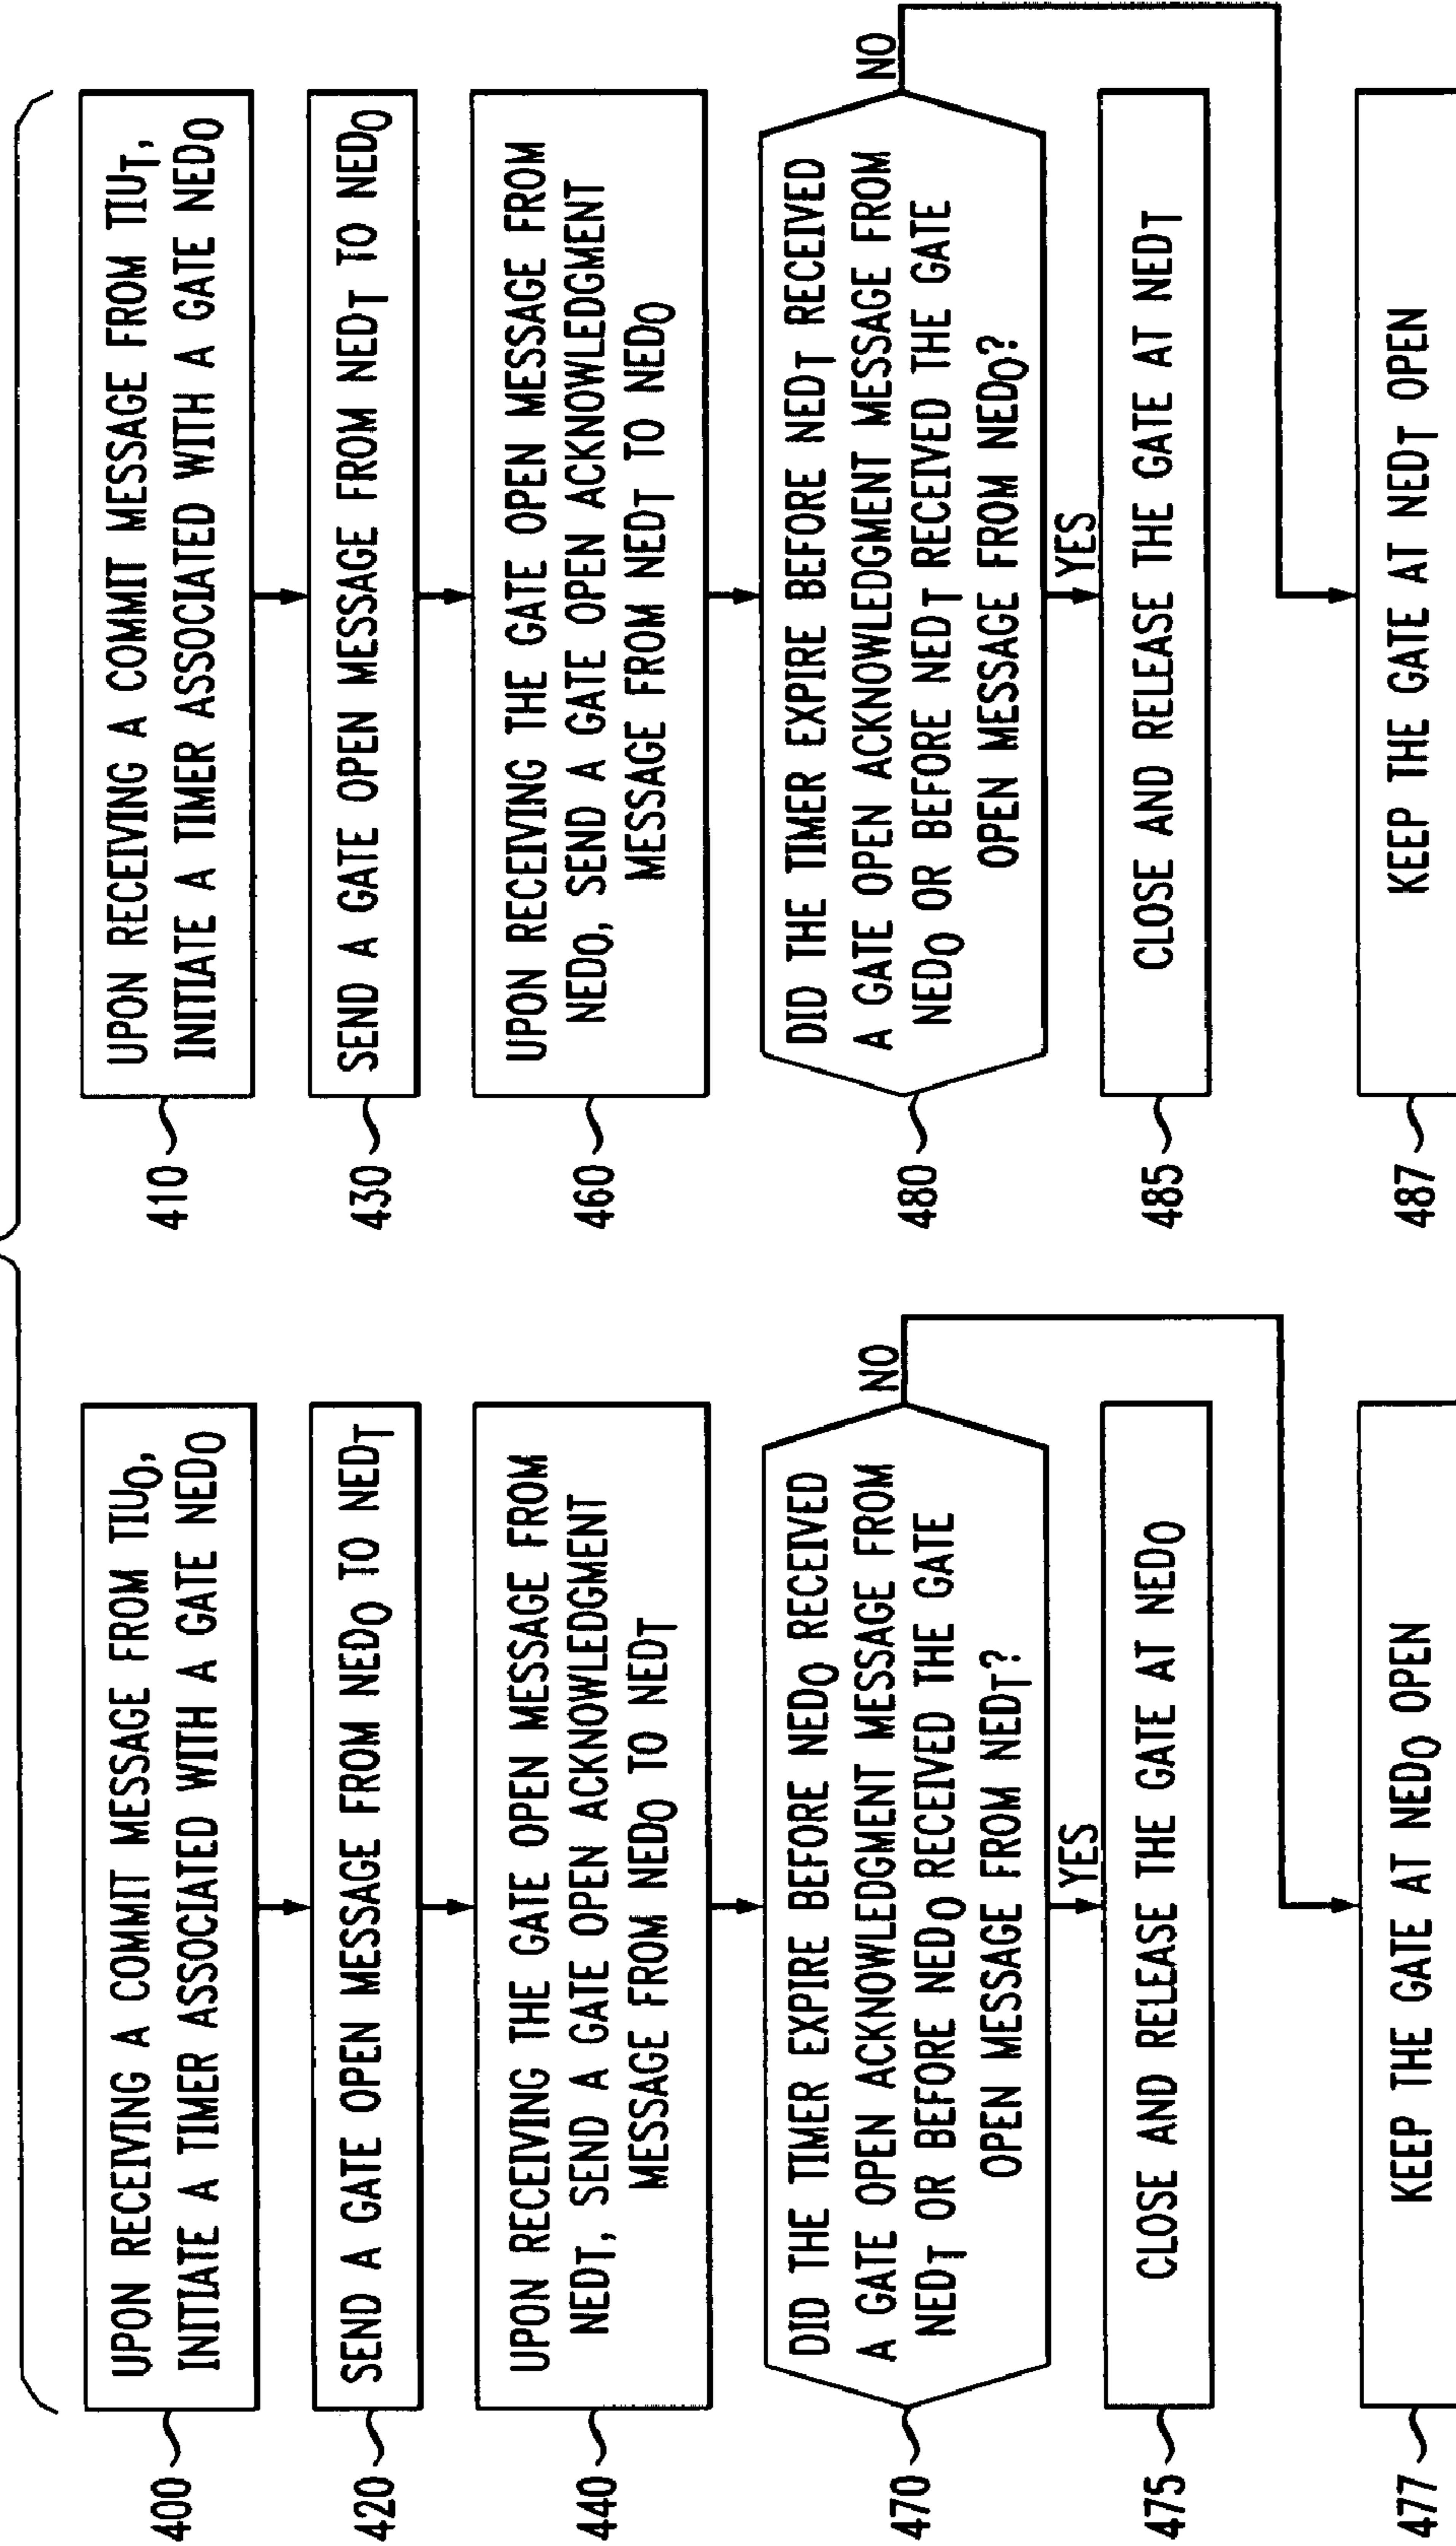 400
UPON RECEIVING A COMMIT MESSAGE FROM TIUO,
INITIATE A TIMER ASSOCIATED WITH A GATE NEDO
420
SEND A GATE OPEN MESSAGE FROM NEDO TO NEDT
440
UPON RECEIVING THE GATE OPEN MESSAGE FROM
NEDT, SEND A GATE OPEN ACKNOWLEDGMENT
MESSAGE FROM NEDO TO NEDT
470
DID THE TIMER EXPIRE BEFORE NEDO RECEIVED
A GATE OPEN ACKNOWLEDGMENT MESSAGE FROM
NEDT OR BEFORE NEDO RECEIVED THE GATE
OPEN MESSAGE FROM NEDT?
NO
YES
475
CLOSE AND RELEASE THE GATE AT NEDO
477
KEEP THE GATE AT NEDO OPEN
410
UPON RECEIVING A COMMIT MESSAGE FROM TIUT,
INITIATE A TIMER ASSOCIATED WITH A GATE NEDO
430
SEND A GATE OPEN MESSAGE FROM NEDT TO NEDO
460
UPON RECEIVING THE GATE OPEN MESSAGE FROM
NEDO, SEND A GATE OPEN ACKNOWLEDGMENT
MESSAGE FROM NEDT TO NEDO
480
DID THE TIMER EXPIRE BEFORE NEDT RECEIVED
A GATE OPEN ACKNOWLEDGMENT MESSAGE FROM
NEDO OR BEFORE NEDT RECEIVED THE GATE
OPEN MESSAGE FROM NEDO?
NO
YES
485
CLOSE AND RELEASE THE GATE AT NEDT
487
KEEP THE GATE AT NEDT OPEN